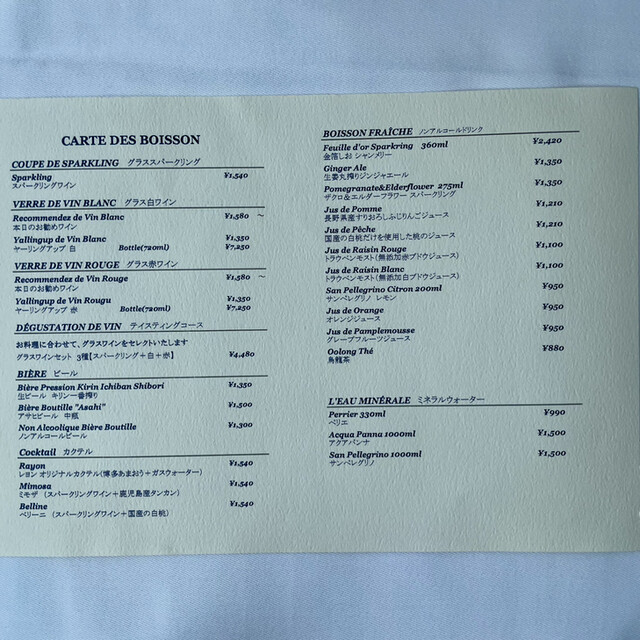 CARTE DES BOISSON
COUPE DE SPARKLING グラススパークリング
Sparkling ¥1,540
スパークリングワイン
VERRE DE VIN BLANC グラス白ワイン
Recommendez de Vin Blanc ¥1,580 ～
本日のお勧めワイン
Yallingup de Vin Blanc ¥1,350
ヤーリングアップ 白 Bottle(720ml) ¥7,250
VERRE DE VIN ROUGE グラス赤ワイン
Recommendez de Vin Rouge ¥1,580 ～
本日のお勧めワイン
Yallingup de Vin Rougu ¥1,350
ヤーリングアップ 赤 Bottle(720ml) ¥7,250
DÉGUSTATION DE VIN テイスティングコース
お料理に合わせて、グラスワインをセレクトいたします
グラスワインセット 3種【スパークリング＋白＋赤】 ¥4,480
BIÈRE ビール
Bière Pression Kirin Ichiban Shibori ¥1,350
生ビール キリン一番搾り
Bière Boutille "Asahi" ¥1,500
アサヒビール 中瓶
Non Alcoolique Bière Boutille ¥1,300
ノンアルコールビール
Cocktail カクテル
Rayon ¥1,540
レヨン オリジナルカクテル(博多あまおう＋ガスウォーター)
Mimosa ¥1,540
ミモザ （スパークリングワイン＋鹿児島産タンカン)
Belline ¥1,540
ベリーニ （スパークリングワイン＋国産の白桃)
BOISSON FRAÎCHE ノンアルコールドリンク
Feuille d'or Sparkring 360ml ¥2,420
金箔しお シャンメリー
Ginger Ale ¥1,350
生姜丸搾りジンジャエール
Pomegranate&Elderflower 275ml ¥1,350
ザクロ＆エルダーフラワー スパークリング
Jus de Pomme ¥1,210
長野県産すりおろしふじりんごジュース
Jus de Pêche ¥1,210
国産の白桃だけを使用した桃のジュース
Jus de Raisin Rouge ¥1,100
トラウベンモスト（無添加赤ブドウジュース）
Jus de Raisin Blanc ¥1,100
トラウベンモスト（無添加白ブドウジュース）
San Pellegrino Citron 200ml ¥950
サンペレグリノ レモン
Jus de Orange ¥950
オレンジジュース
Jus de Pamplemousse ¥950
グレープフルーツジュース
Oolong Thé ¥880
烏龍茶
L'EAU MINÉRALE ミネラルウォーター
Perrier 330ml ¥990
ペリエ
Acqua Panna 1000ml ¥1,500
アクアパンナ
San Pellegrino 1000ml ¥1,500
サンペレグリノ